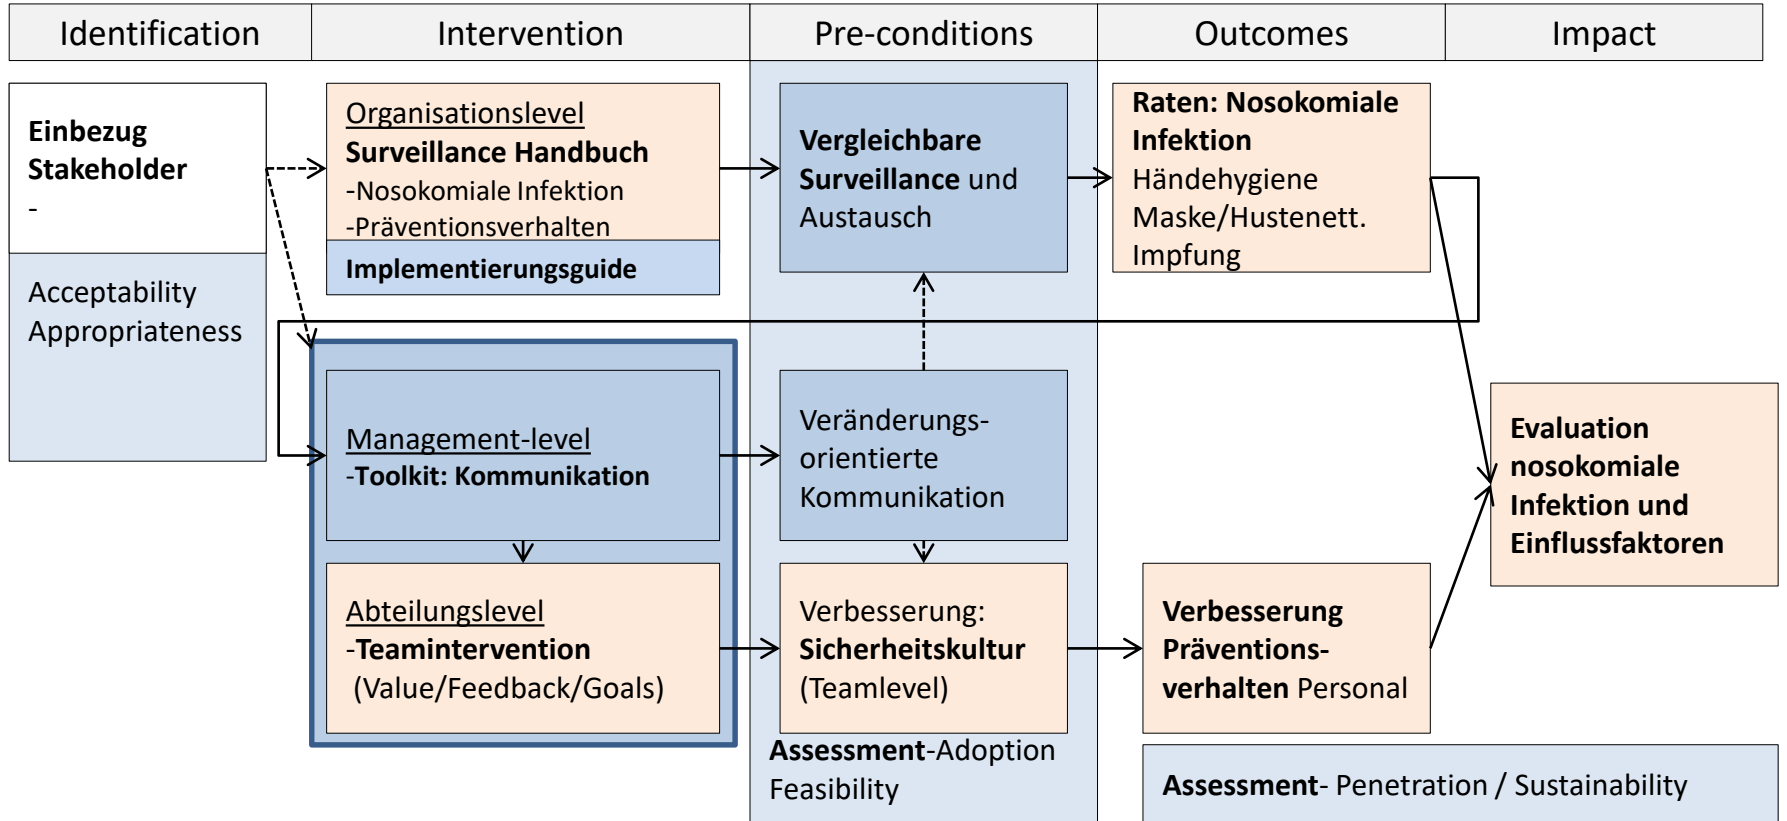 Identification
Intervention
Pre-conditions
Outcomes
Impact
Einbezug
Stakeholder
-
Acceptability
Appropriateness
Organisationslevel
Surveillance Handbuch
-Nosokomiale Infektion
-Präventionsverhalten
Implementierungsguide
Management-level
-Toolkit: Kommunikation
Abteilungslevel
-Teamintervention
(Value/Feedback/Goals)
Vergleichbare
Surveillance und
Austausch
Veränderungs-
orientierte
Kommunikation
Verbesserung:
Sicherheitskultur
(Teamlevel)
Assessment-Adoption
Feasibility
Raten: Nosokomiale
Infektion
Händehygiene
Maske/Hustenett.
Impfung
Verbesserung
Präventions-
verhalten Personal
Assessment- Penetration / Sustainability
Evaluation
nosokomiale
Infektion und
Einflussfaktoren